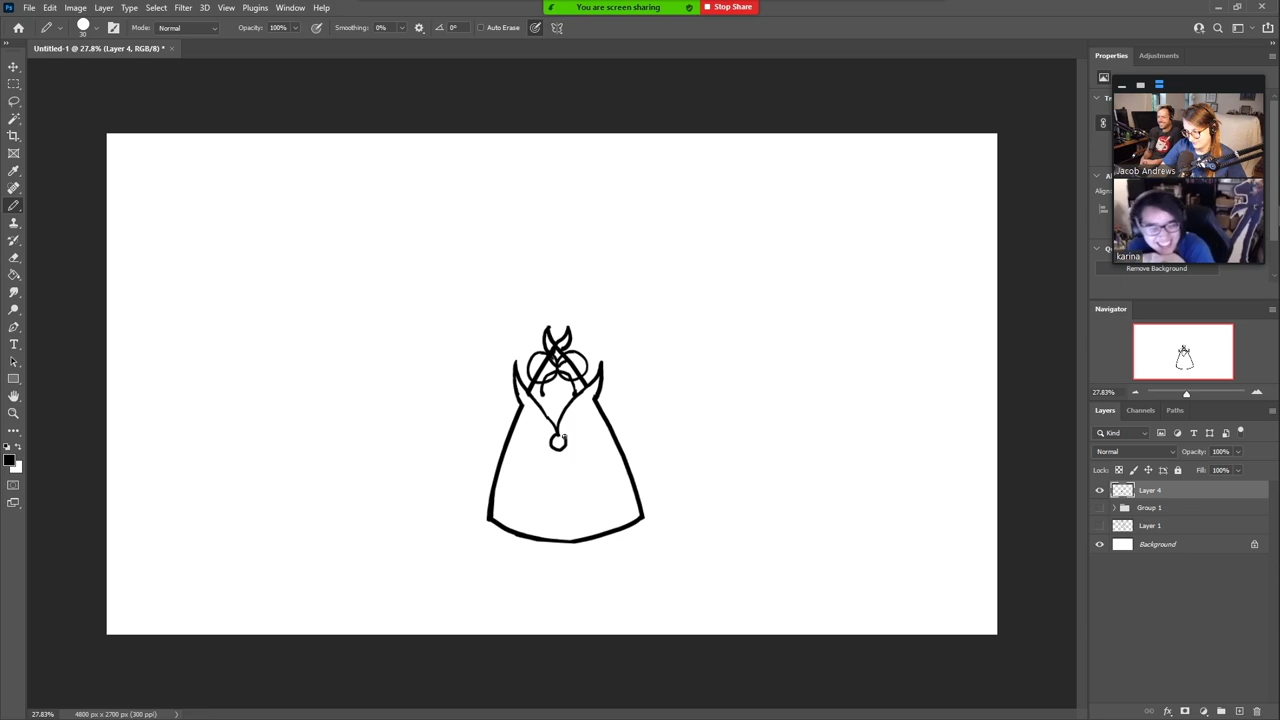 Ps File Edit Image Layer Type Select Filter 3D View Plugins Window Help
You are screen sharing Stop Share
30 Mode: Normal Opacity: 100% Smoothing: 0% 0° Auto Erase
Untitled-1 @ 27.8% (Layer 4, RGB/8) *
Properties Adjustments
Jacob Andrews
karina
Remove Background
Navigator
27.83%
Layers Channels Paths
Kind
Normal Opacity: 100%
Lock: Fill: 100%
Layer 4
Group 1
Layer 1
Background
27.83% 4800 px x 2700 px (300 ppi)